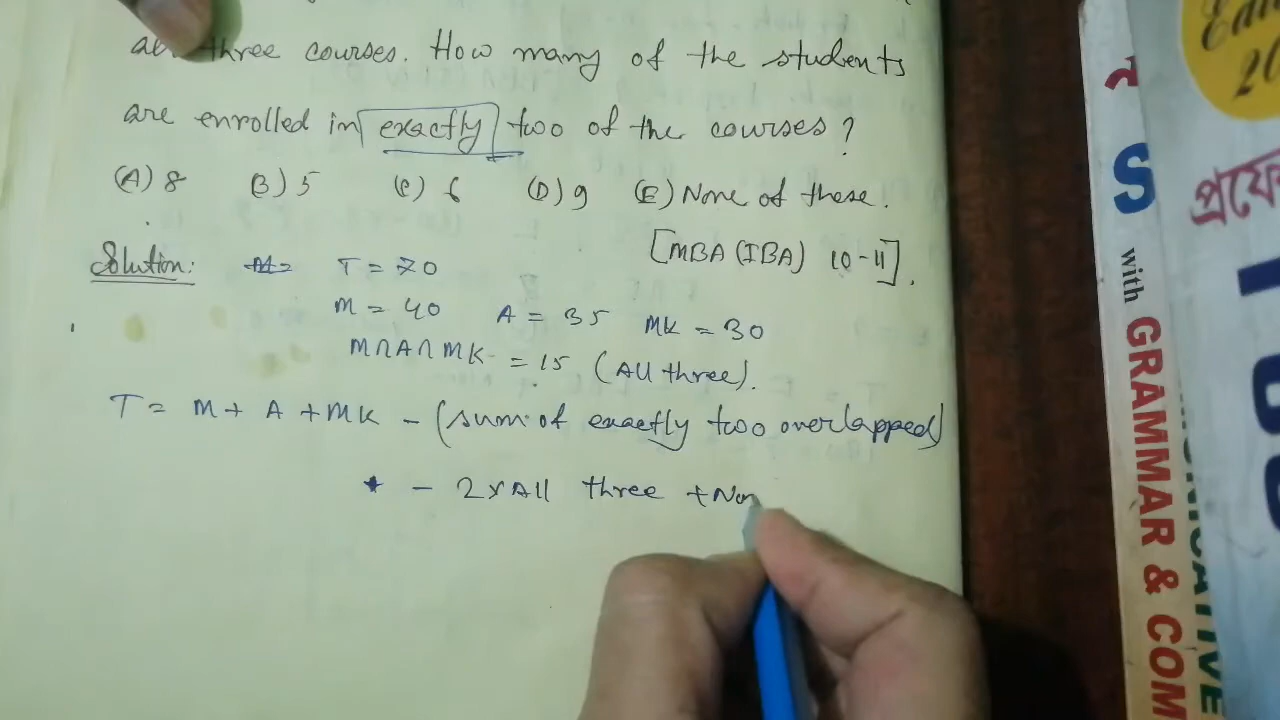 three courses. How many of the students
are enrolled in exactly two of the courses?
(A) 8 (B) 5 (C) 6 (D) 9 (E) None of these.
[MBA (IBA) 10-11].
Solution: M= T = 70
M = 40 A = 35 MK = 30
M∩A∩MK = 15 (All three).
T = M + A + MK - (sum of exactly two overlapped)
- 2×All three + Non
S with GRAMMAR & COM
প্রফে